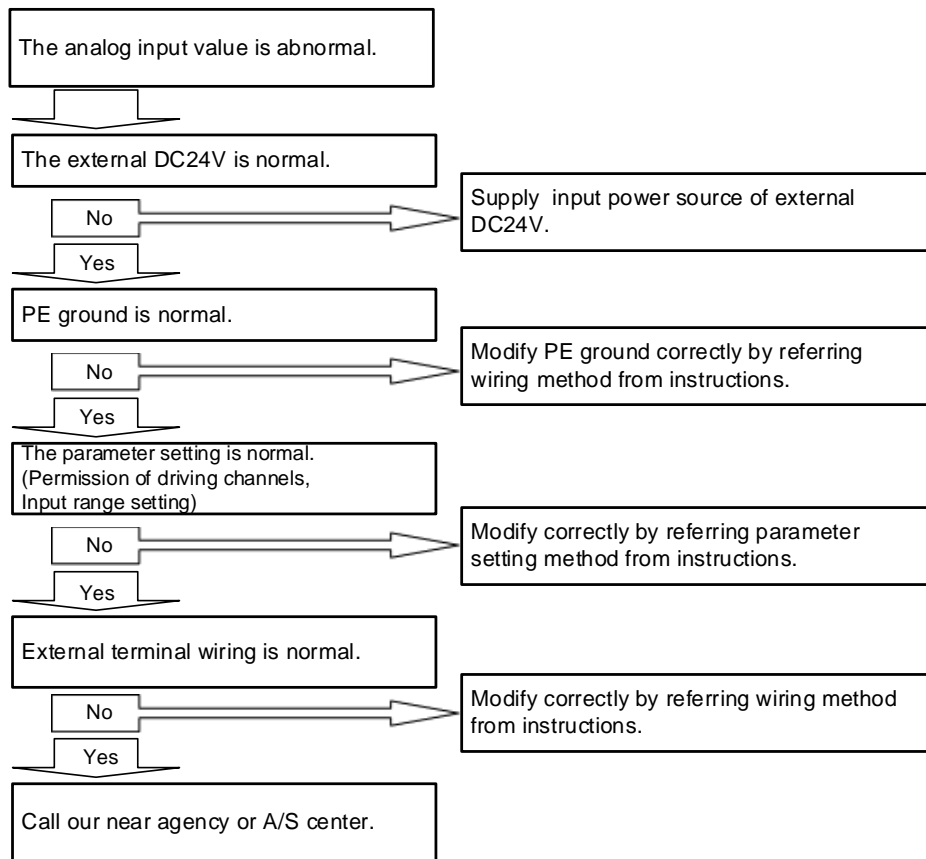 The analog input value is abnormal.
The external DC24V is normal.
No
Supply input power source of external
DC24V.
Yes
PE ground is normal.
No
Modify PE ground correctly by referring
wiring method from instructions.
Yes
The parameter setting is normal.
(Permission of driving channels,
Input range setting)
No
Modify correctly by referring parameter
setting method from instructions.
Yes
External terminal wiring is normal.
No
Modify correctly by referring wiring method
from instructions.
Yes
Call our near agency or A/S center.